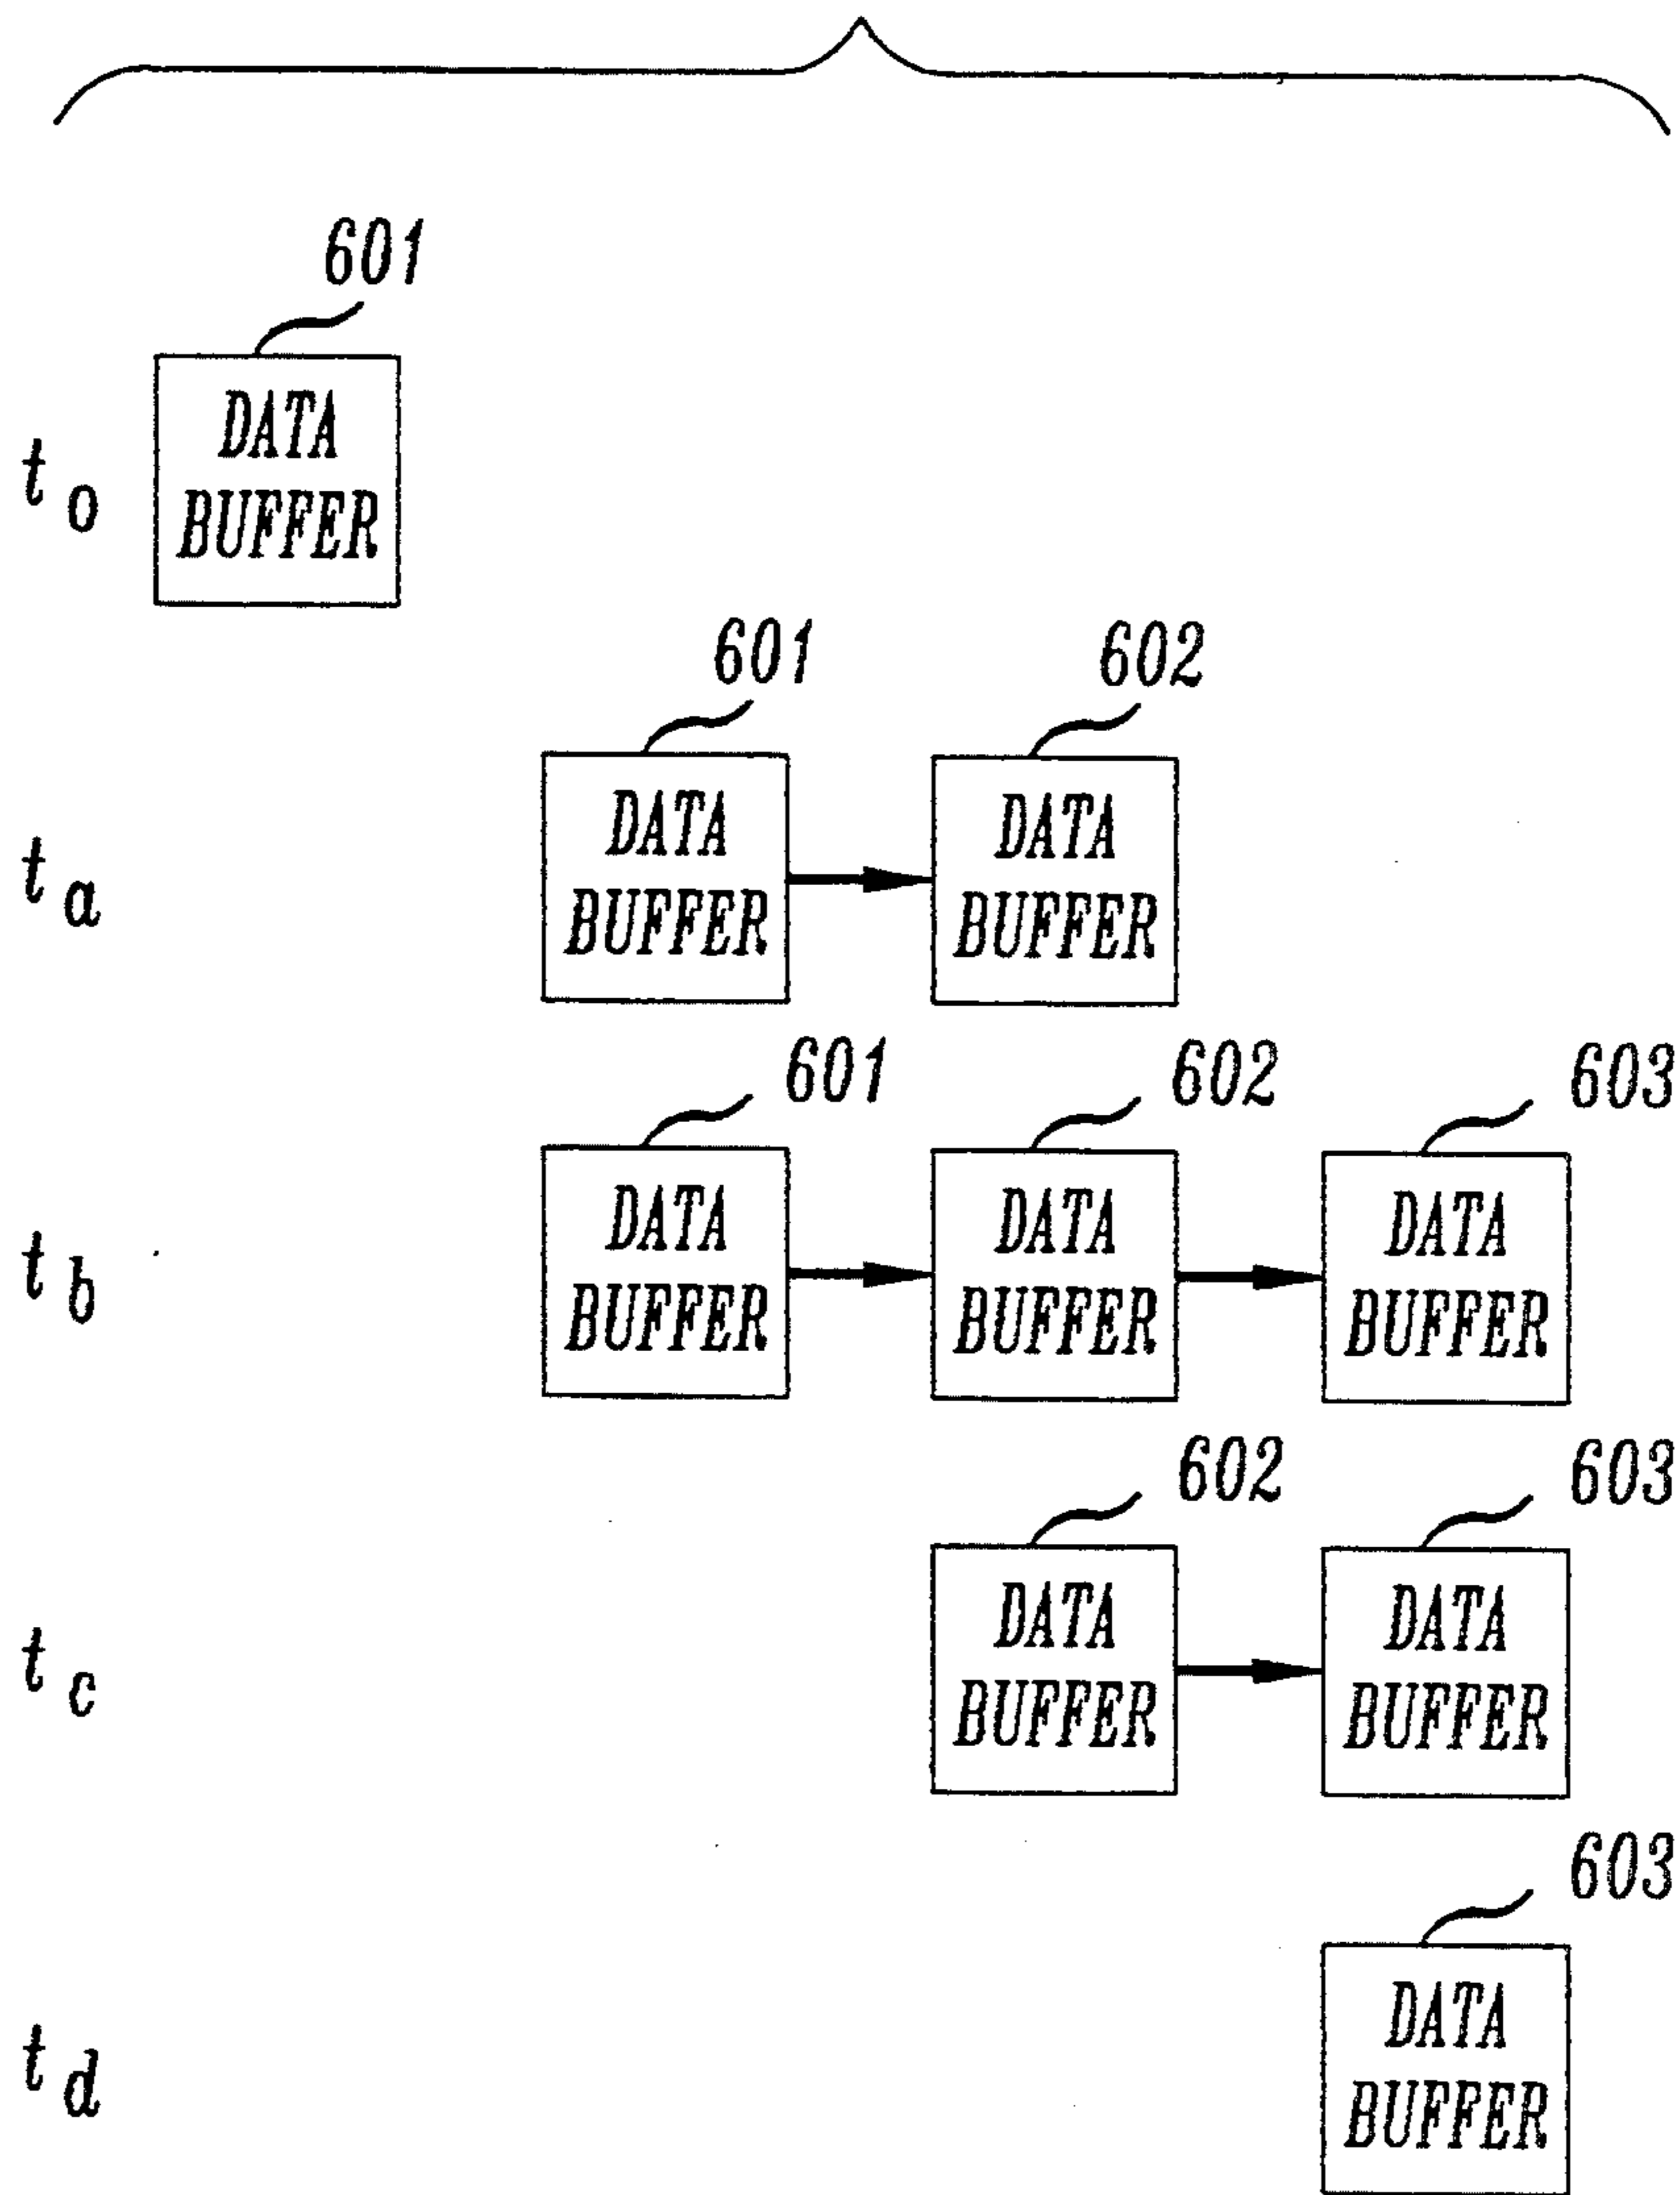 601
DATA
BUFFER
t o
601 602
DATA DATA
BUFFER BUFFER
t a
601 602 603
DATA DATA DATA
BUFFER BUFFER BUFFER
t b
602 603
DATA DATA
BUFFER BUFFER
t c
603
DATA
BUFFER
t d